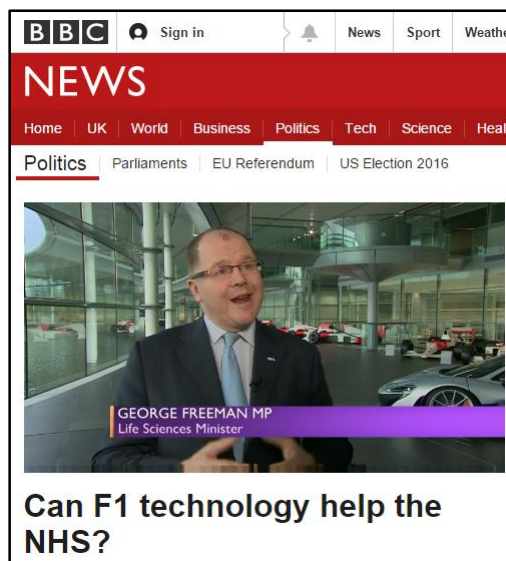 BBC Sign in News Sport Weathe
NEWS
Home UK World Business Politics Tech Science Heal
Politics Parliaments EU Referendum US Election 2016
GEORGE FREEMAN MP
Life Sciences Minister
Can F1 technology help the
NHS?